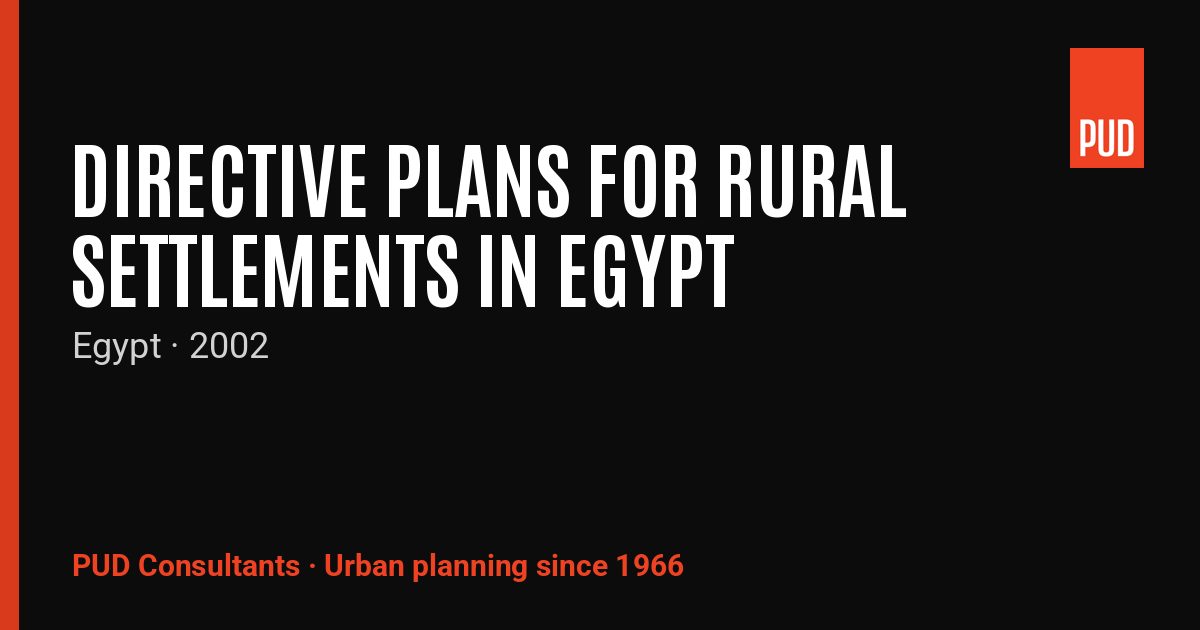 PUD
DIRECTIVE PLANS FOR RURAL
SETTLEMENTS IN EGYPT
Egypt · 2002
PUD Consultants · Urban planning since 1966